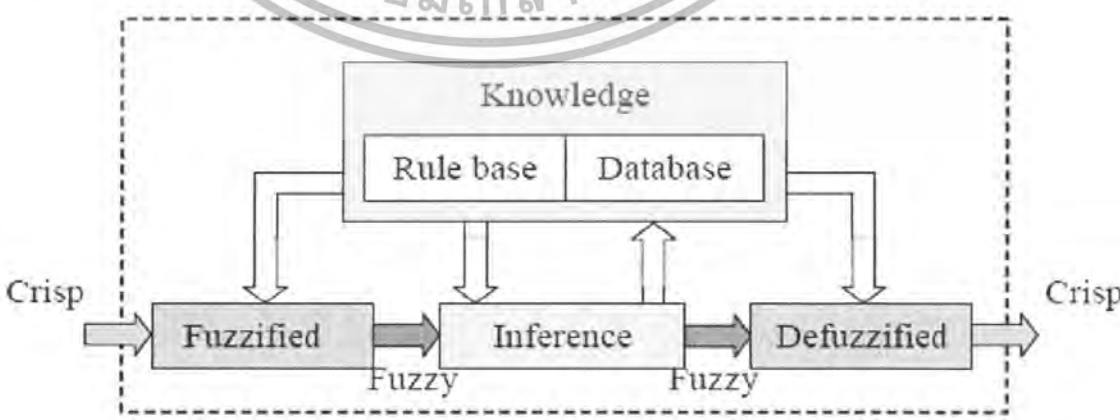 Knowledge
Rule base
Database
Crisp
Crisp
Fuzzified
Inference
Defuzzified
Fuzzy
Fuzzy